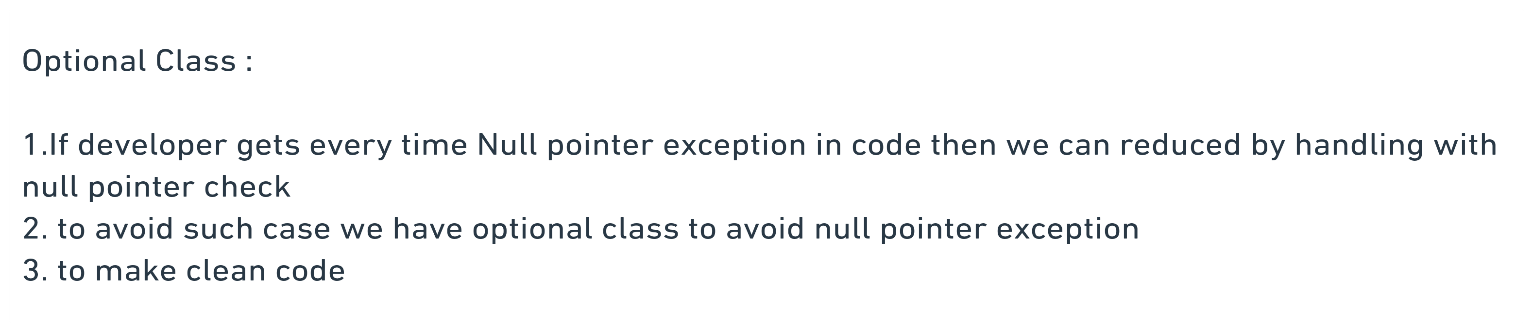 Optional Class :
1.If developer gets every time Null pointer exception in code then we can reduced by handling with
null pointer check
2. to avoid such case we have optional class to avoid null pointer exception
3. to make clean code